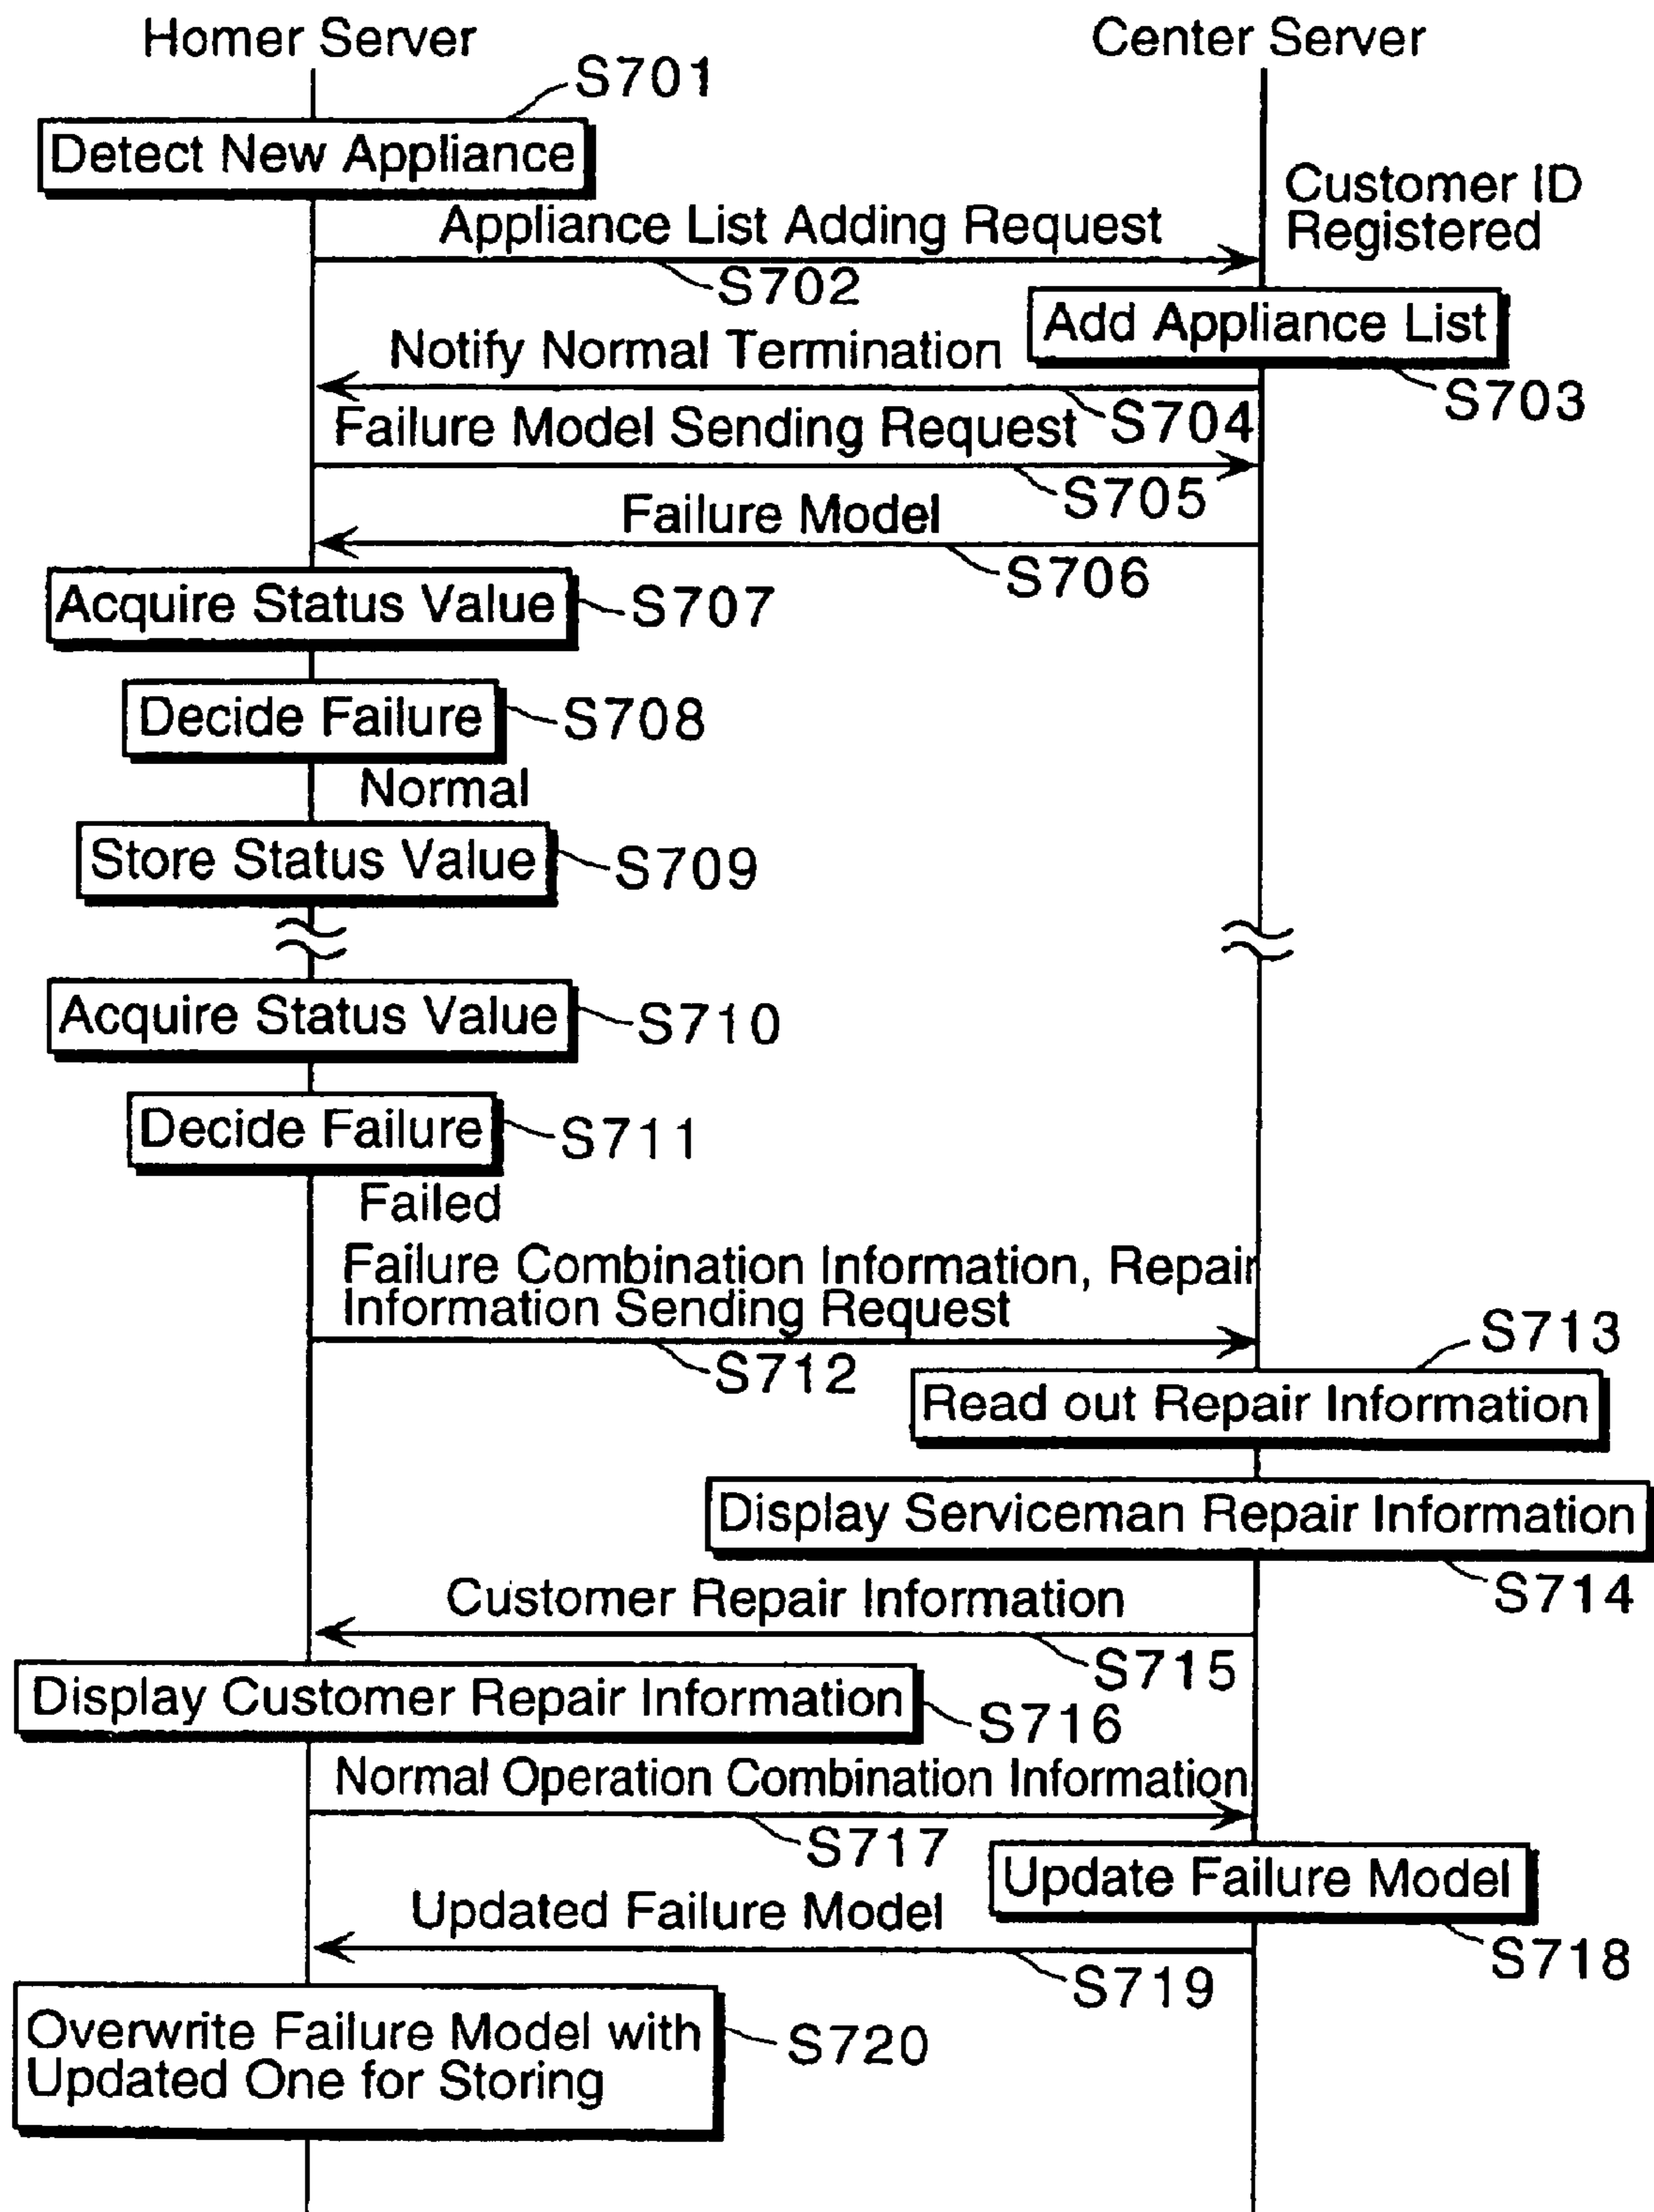 Homer Server
Center Server
S701
Detect New Appliance
Customer ID
Registered
Appliance List Adding Request
S702
Add Appliance List
S703
Notify Normal Termination
S704
Failure Model Sending Request
S705
Failure Model
S706
Acquire Status Value
S707
Decide Failure
S708
Normal
Store Status Value
S709
Acquire Status Value
S710
Decide Failure
S711
Failed
Failure Combination Information, Repair
Information Sending Request
S712
S713
Read out Repair Information
Display Serviceman Repair Information
S714
Customer Repair Information
S715
Display Customer Repair Information
S716
Normal Operation Combination Information
S717
Update Failure Model
S718
Updated Failure Model
S719
Overwrite Failure Model with
Updated One for Storing
S720